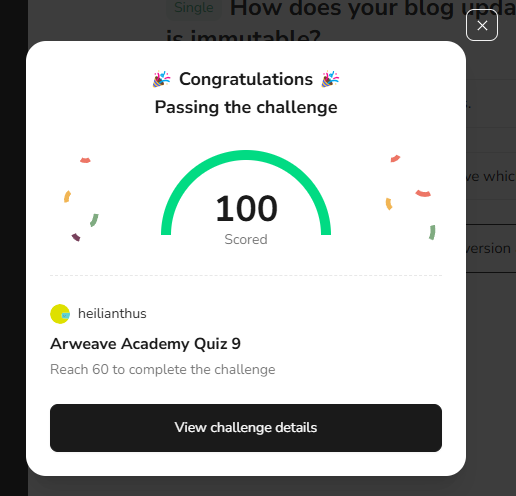 Single How does your blog upda
is immutable?
🎉 Congratulations 🎉
Passing the challenge
100
Scored
we whic
version
heilianthus
Arweave Academy Quiz 9
Reach 60 to complete the challenge
View challenge details